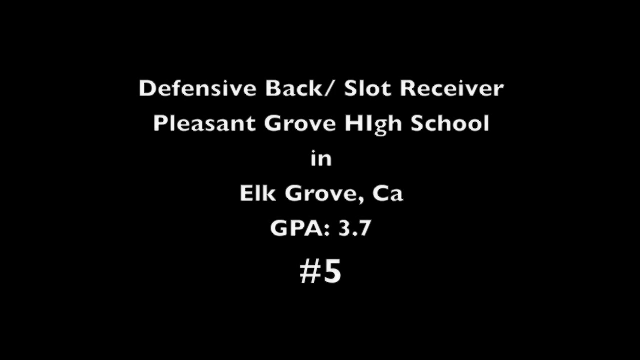 Defensive Back/ Slot Receiver
Pleasant Grove HIgh School
in
Elk Grove, Ca
GPA: 3.7
#5